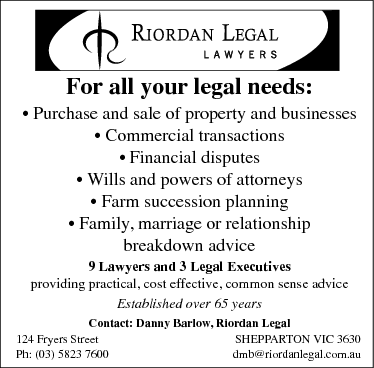 RIORDAN LEGAL
LAWYERS
For all your legal needs:
• Purchase and sale of property and businesses
• Commercial transactions
• Financial disputes
• Wills and powers of attorneys
• Farm succession planning
• Family, marriage or relationship
breakdown advice
9 Lawyers and 3 Legal Executives
providing practical, cost effective, common sense advice
Established over 65 years
Contact: Danny Barlow, Riordan Legal
124 Fryers Street SHEPPARTON VIC 3630
Ph: (03) 5823 7600 dmb@riordanlegal.com.au